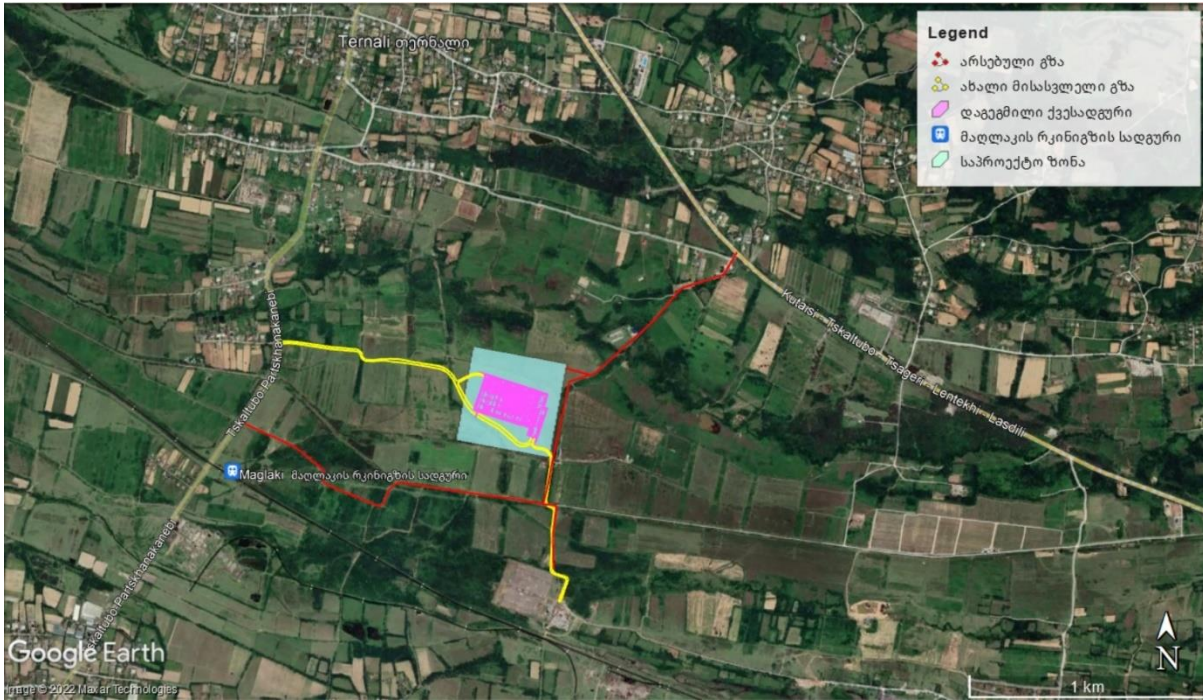 Legend
არსებული გზა
ახალი მისასვლელი გზა
დაგეგმილი ქვესადგური
მაღლაკის რკინიგზის სადგური
საპროექტო ზონა
Ternali თერნალი
Kutaisi - Tskaltubo - Tsageri - Lentekhi - Lasdili
Tskaltubo Partskhanakanebi
Maglaki მაღლაკის რკინიგზის სადგური
Tskaltubo Partskhanakanebi
Google Earth
Image © 2022 Maxar Technologies
N
1 km